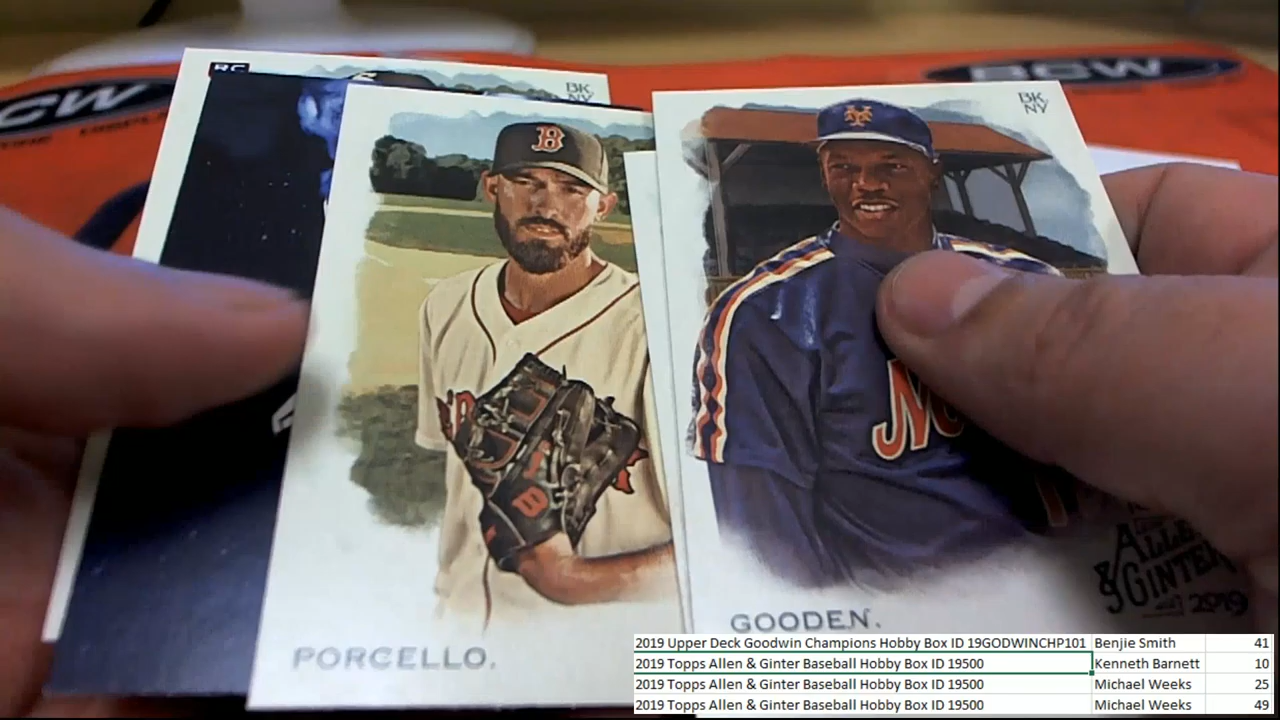 RC
BCW
BCW
BK
NY
BK
NY
B
B
PORCELLO.
GOODEN.
ALLEN
& GINTER
2019
2019 Upper Deck Goodwin Champions Hobby Box ID 19GODWINCHP101 Benjie Smith 41
2019 Topps Allen & Ginter Baseball Hobby Box ID 19500 Kenneth Barnett 10
2019 Topps Allen & Ginter Baseball Hobby Box ID 19500 Michael Weeks 25
2019 Topps Allen & Ginter Baseball Hobby Box ID 19500 Michael Weeks 49